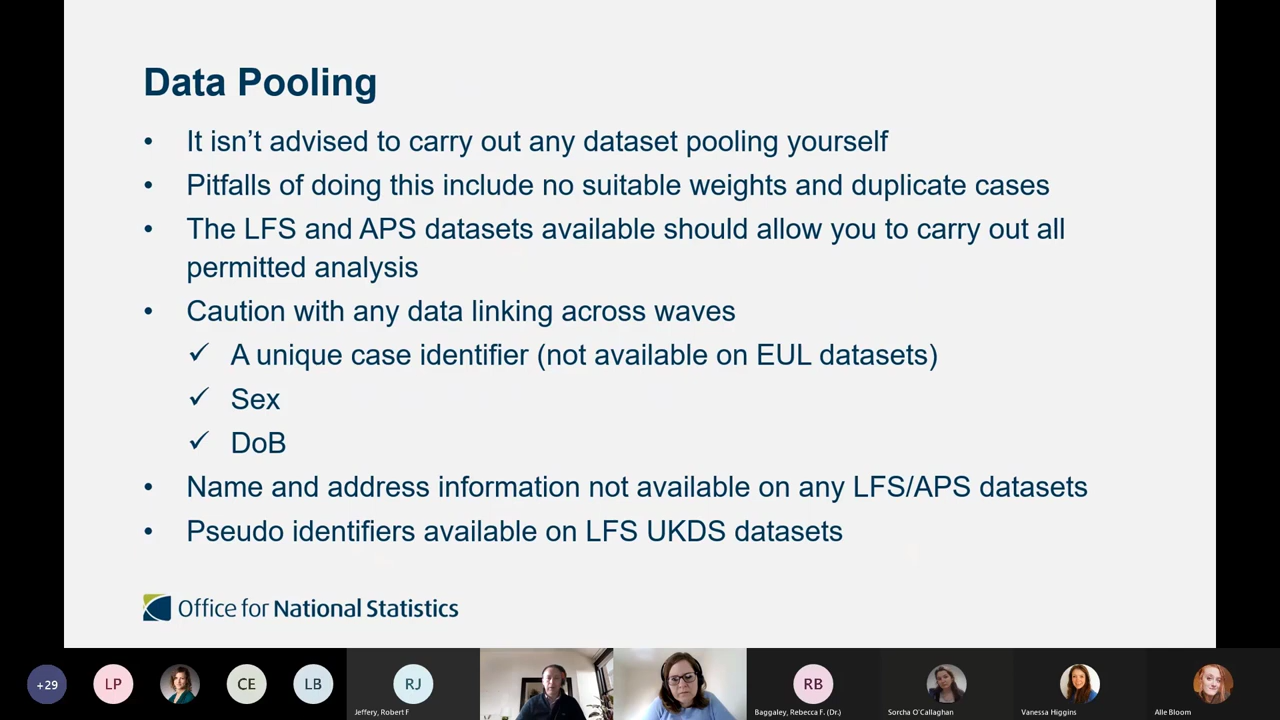 Data Pooling
• It isn't advised to carry out any dataset pooling yourself
• Pitfalls of doing this include no suitable weights and duplicate cases
• The LFS and APS datasets available should allow you to carry out all
permitted analysis
• Caution with any data linking across waves
✓ A unique case identifier (not available on EUL datasets)
✓ Sex
✓ DoB
• Name and address information not available on any LFS/APS datasets
• Pseudo identifiers available on LFS UKDS datasets
Office for National Statistics
+29
LP
CE
LB
RJ
Jeffery, Robert F
RB
Baggaley, Rebecca F. (Dr.)
Sorcha O'Callaghan
Vanessa Higgins
Alle Bloom